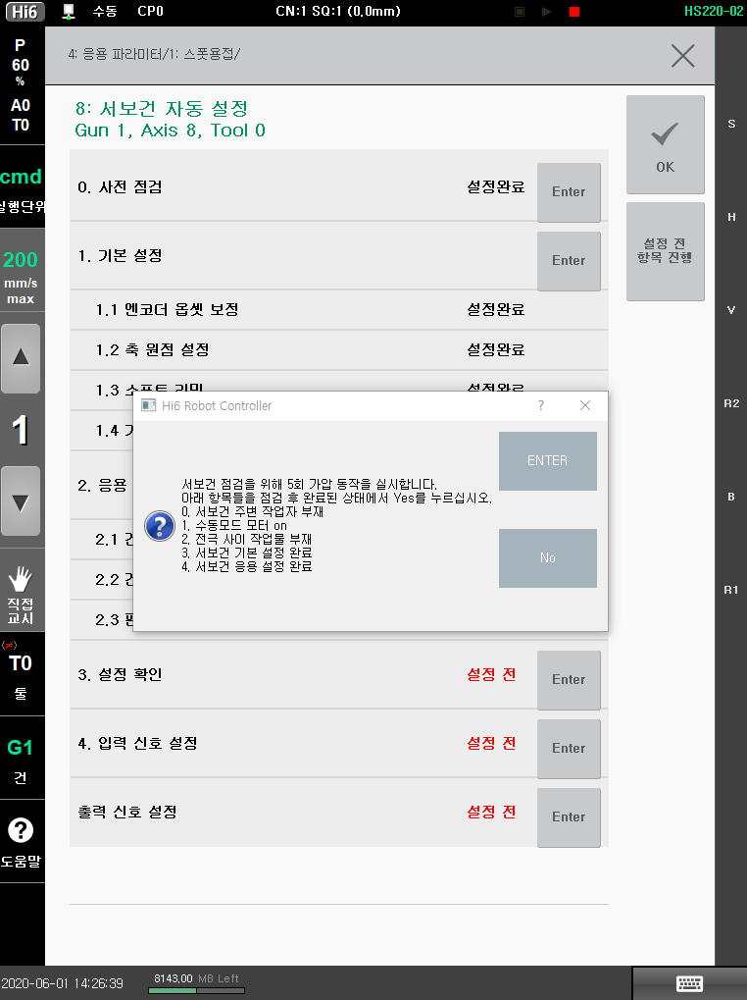 Hi6 수동 CP0 CN:1 SQ:1 (0.0mm) HS220-02
P
60
%
A0
T0
cmd
실행단위
200
mm/s
max
1
직접
교시
(≠)
T0
툴
G1
건
도움말
4: 응용 파라미터/1: 스폿용접/
8: 서보건 자동 설정
Gun 1, Axis 8, Tool 0
0. 사전 점검 설정완료 Enter
1. 기본 설정 Enter
1.1 엔코더 옵셋 보정 설정완료
1.2 축 원점 설정 설정완료
1.3 소프트 리밋 설정완료
1.4
2. 응용
2.1
2.2
2.3
Hi6 Robot Controller ?
서보건 점검을 위해 5회 가압 동작을 실시합니다.
아래 항목들을 점검 후 완료된 상태에서 Yes를 누르십시오.
0. 서보건 주변 작업자 부재
1. 수동모드 모터 on
2. 전극 사이 작업물 부재
3. 서보건 기본 설정 완료
4. 서보건 응용 설정 완료
ENTER
No
3. 설정 확인 설정 전 Enter
4. 입력 신호 설정 설정 전 Enter
출력 신호 설정 설정 전 Enter
OK
설정 전
항목 진행
S
H
V
R2
B
R1
2020-06-01 14:26:39 8143.00 MB Left